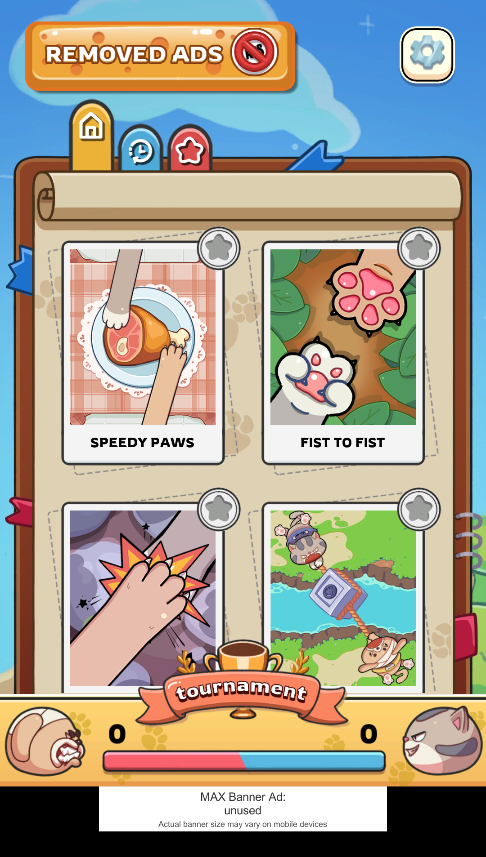 REMOVED ADS
SPEEDY PAWS
FIST TO FIST
tournament
0
0
MAX Banner Ad:
unused
Actual banner size may vary on mobile devices